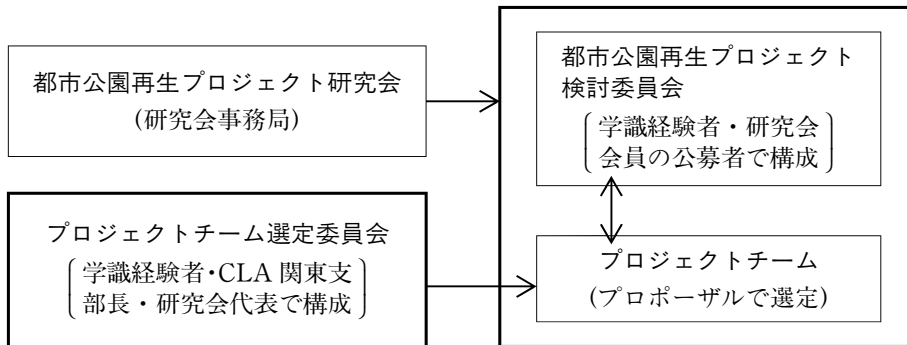 都市公園再生プロジェクト研究会
(研究会事務局)
都市公園再生プロジェクト
検討委員会
学識経験者・研究会
会員の公募者で構成
プロジェクトチーム選定委員会
学識経験者・CLA関東支
部長・研究会代表で構成
プロジェクトチーム
(プロポーザルで選定)